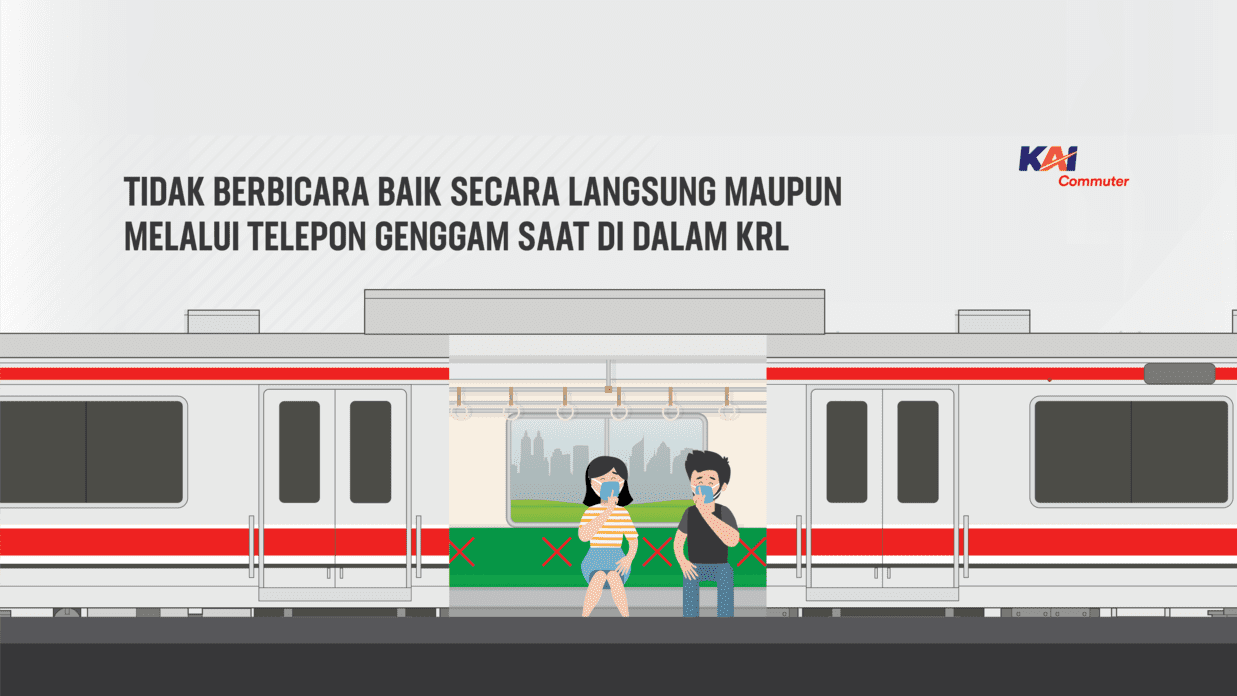 TIDAK BERBICARA BAIK SECARA LANGSUNG MAUPUN
MELALUI TELEPON GENGGAM SAAT DI DALAM KRL
KAI
Commuter